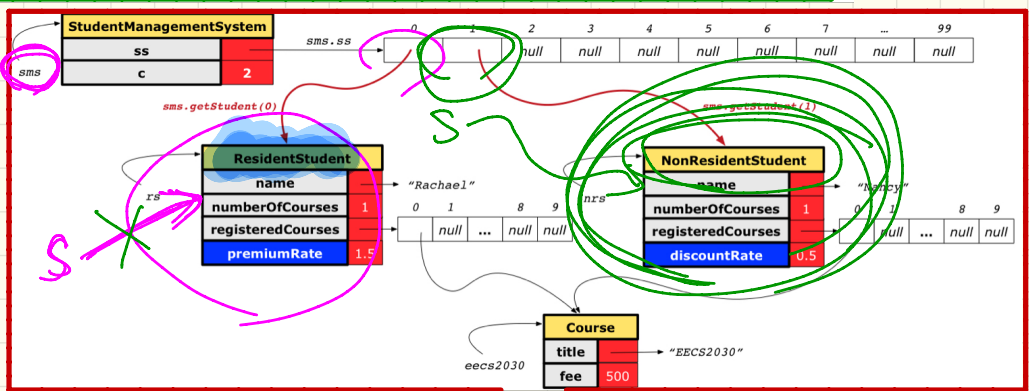 StudentManagementSystem
ss
c 2
sms
sms.ss
0 1 2 3 4 5 6 7 … 99
null null null null null null null
sms.getStudent(0)
sms.getStudent(1)
S
ResidentStudent
name
numberOfCourses 1
registeredCourses
premiumRate 1.5
rs
"Rachael"
0 1 8 9
null ... null null
S
NonResidentStudent
name
numberOfCourses 1
registeredCourses
discountRate 0.5
nrs
"Nancy"
0 1 8 9
null null ... null null
Course
title
fee 500
eecs2030
"EECS2030"